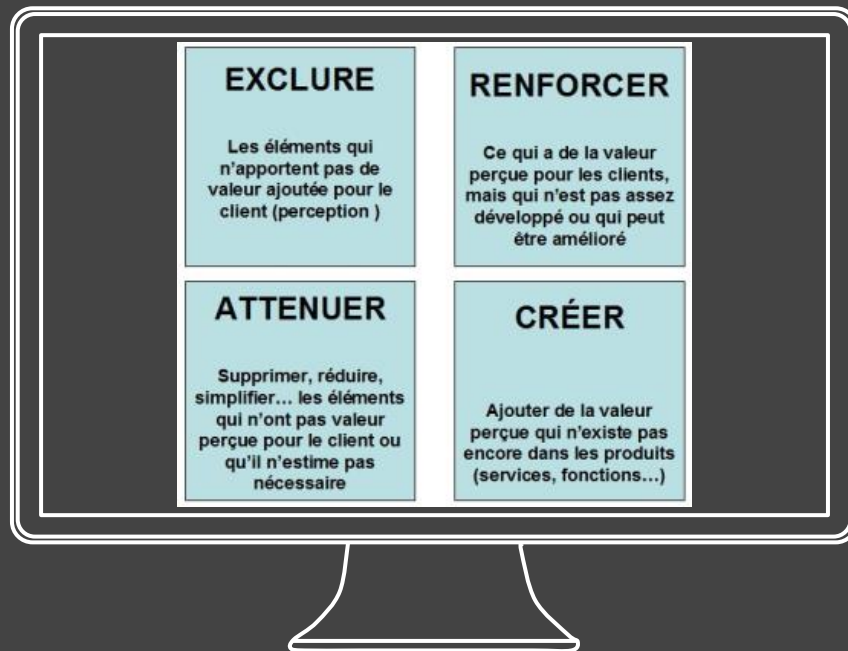 EXCLURE
Les éléments qui
n'apportent pas de
valeur ajoutée pour le
client (perception )
RENFORCER
Ce qui a de la valeur
perçue pour les clients,
mais qui n'est pas assez
développé ou qui peut
être amélioré
ATTENUER
Supprimer, réduire,
simplifier... les éléments
qui n'ont pas valeur
perçue pour le client ou
qu'il n'estime pas
nécessaire
CRÉER
Ajouter de la valeur
perçue qui n'existe pas
encore dans les produits
(services, fonctions...)